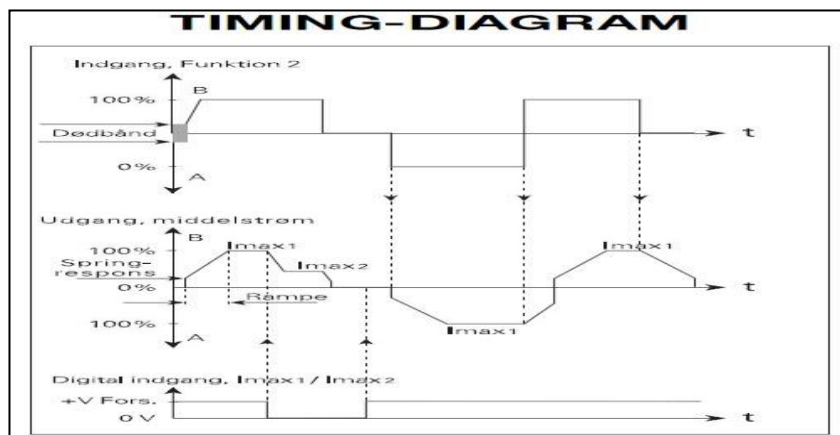 TIMING-DIAGRAM
Indgang, Funktion 2
B
100%
Dødbånd
t
0%
A
Udgang, middelstrøm
B
100%
Imax1
Imax1
Spring-
respons
Imax2
0%
t
Rampe
100%
Imax1
A
Digital indgang, Imax1/Imax2
+V Fors.
0V
t